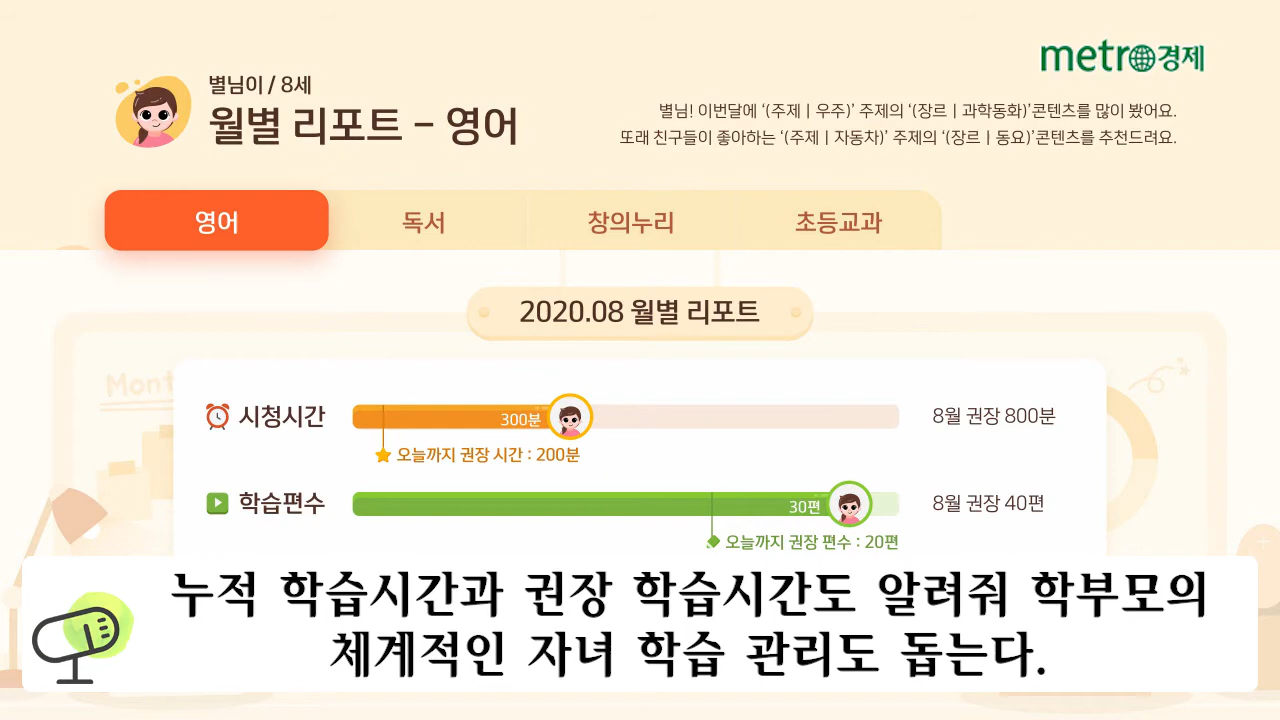 metro경제
별님이 / 8세
월별 리포트 – 영어
별님! 이번달에 ‘(주제 | 우주)’ 주제의 ‘(장르 | 과학동화)’콘텐츠를 많이 봤어요.
또래 친구들이 좋아하는 ‘(주제 | 자동차)’ 주제의 ‘(장르 | 동요)’콘텐츠를 추천드려요.
영어 독서 창의누리 초등교과
2020.08 월별 리포트
시청시간 300분 8월 권장 800분
오늘까지 권장 시간 : 200분
학습편수 30편 8월 권장 40편
오늘까지 권장 편수 : 20편
누적 학습시간과 권장 학습시간도 알려줘 학부모의
체계적인 자녀 학습 관리도 돕는다.